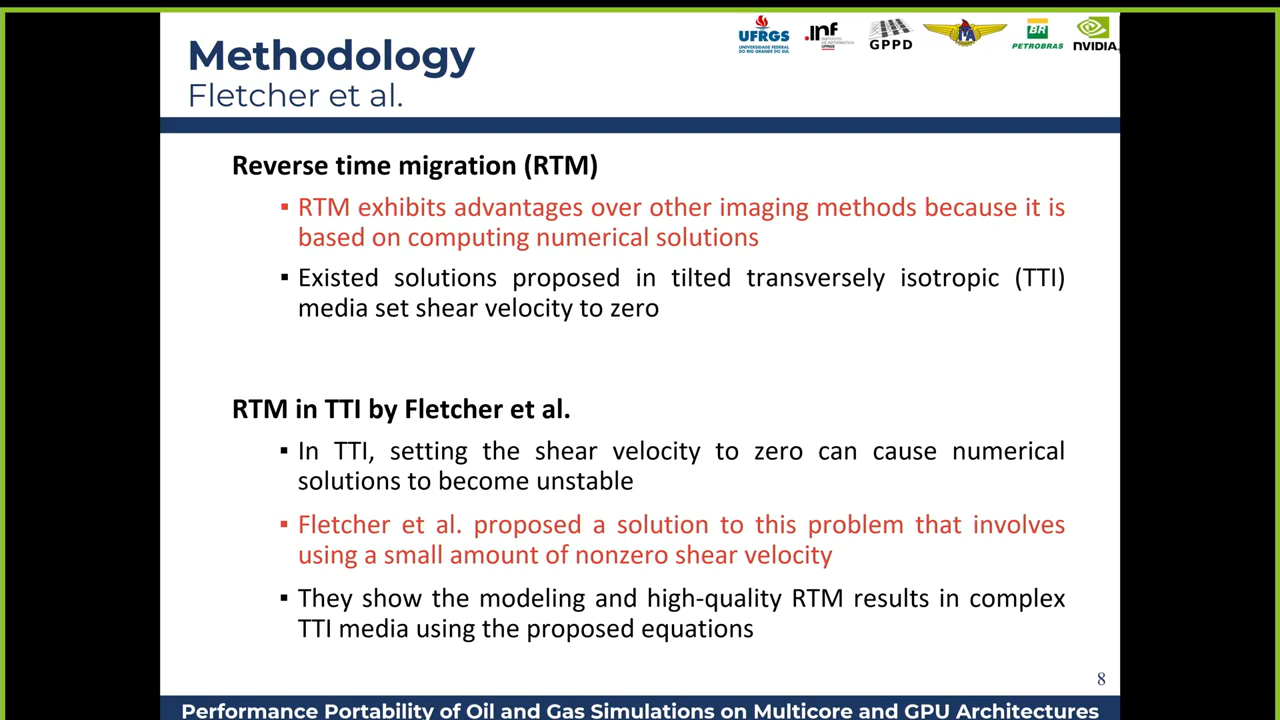 Methodology
Fletcher et al.
UFRGS
UNIVERSIDADE FEDERAL
DO RIO GRANDE DO SUL
.inf
INSTITUTO
DE INFORMÁTICA
UFRGS
GPPD
BR
PETROBRAS
NVIDIA.
Reverse time migration (RTM)
▪ RTM exhibits advantages over other imaging methods because it is
based on computing numerical solutions
▪ Existed solutions proposed in tilted transversely isotropic (TTI)
media set shear velocity to zero
RTM in TTI by Fletcher et al.
▪ In TTI, setting the shear velocity to zero can cause numerical
solutions to become unstable
▪ Fletcher et al. proposed a solution to this problem that involves
using a small amount of nonzero shear velocity
▪ They show the modeling and high-quality RTM results in complex
TTI media using the proposed equations
8
Performance Portability of Oil and Gas Simulations on Multicore and GPU Architectures